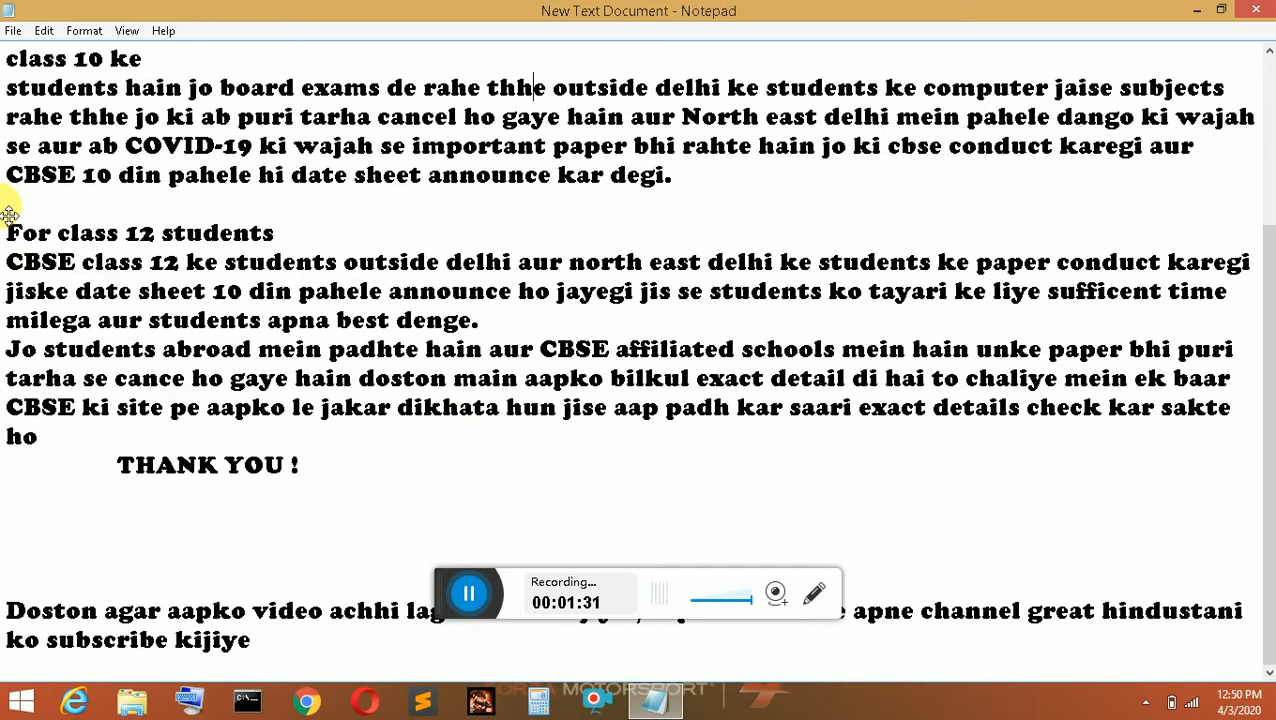 New Text Document - Notepad
File Edit Format View Help
class 10 ke
students hain jo board exams de rahe thhe outside delhi ke students ke computer jaise subjects
rahe thhe jo ki ab puri tarha cancel ho gaye hain aur North east delhi mein pahele dango ki wajah
se aur ab COVID-19 ki wajah se important paper bhi rahte hain jo ki cbse conduct karegi aur
CBSE 10 din pahele hi date sheet announce kar degi.
For class 12 students
CBSE class 12 ke students outside delhi aur north east delhi ke students ke paper conduct karegi
jiske date sheet 10 din pahele announce ho jayegi jis se students ko tayari ke liye sufficent time
milega aur students apna best denge.
Jo students abroad mein padhte hain aur CBSE affiliated schools mein hain unke paper bhi puri
tarha se cance ho gaye hain doston main aapko bilkul exact detail di hai to chaliye mein ek baar
CBSE ki site pe aapko le jakar dikhata hun jise aap padh kar saari exact details check kar sakte
ho
THANK YOU !
Recording...
00:01:31
Doston agar aapko video achhi apne channel great hindustani
ko subscribe kijiye
FORZA MOTORSPORT 4
12:50 PM
4/3/2020